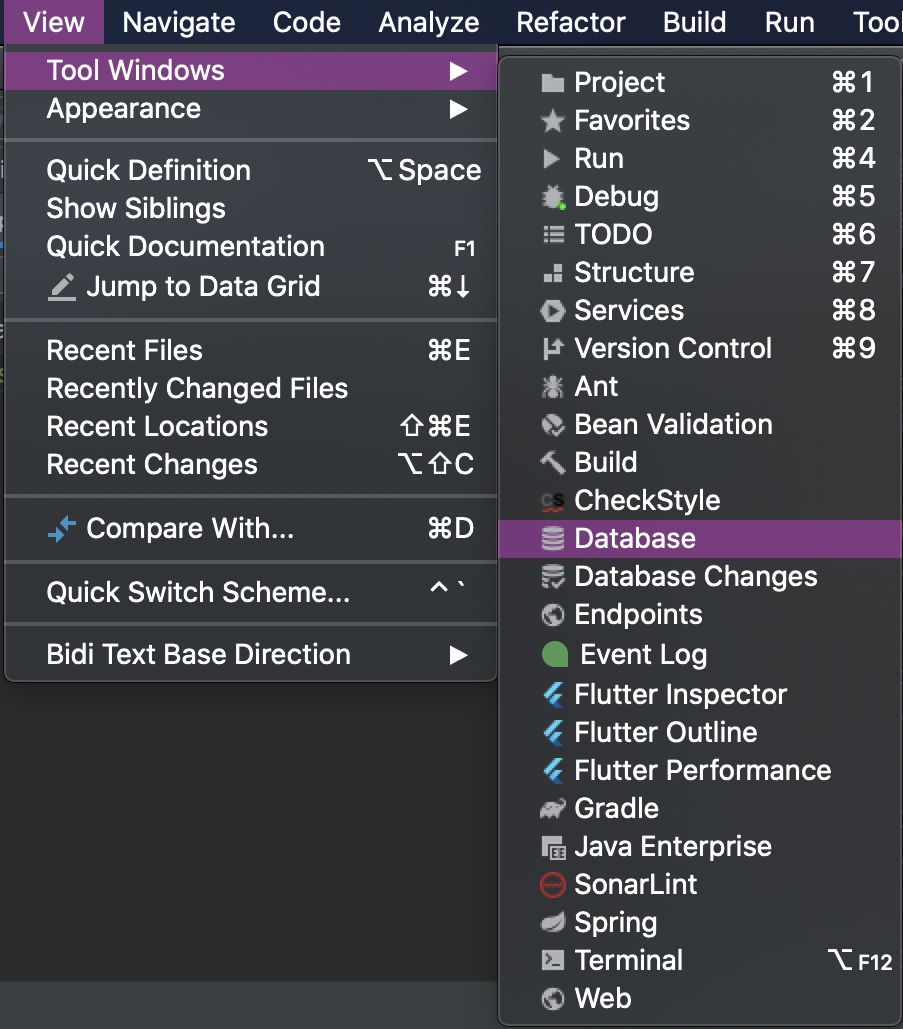 View Navigate Code Analyze Refactor Build Run Tool
Tool Windows ▶
Appearance ▶
Quick Definition ⌥Space
Show Siblings
Quick Documentation F1
Jump to Data Grid ⌘↓
Recent Files ⌘E
Recently Changed Files
Recent Locations ⇧⌘E
Recent Changes ⌥⇧C
Compare With... ⌘D
Quick Switch Scheme... ^ `
Bidi Text Base Direction ▶
Project ⌘1
Favorites ⌘2
Run ⌘4
Debug ⌘5
TODO ⌘6
Structure ⌘7
Services ⌘8
Version Control ⌘9
Ant
Bean Validation
Build
CS CheckStyle
Database
Database Changes
Endpoints
Event Log
Flutter Inspector
Flutter Outline
Flutter Performance
Gradle
EE Java Enterprise
SonarLint
Spring
Terminal ⌥F12
Web